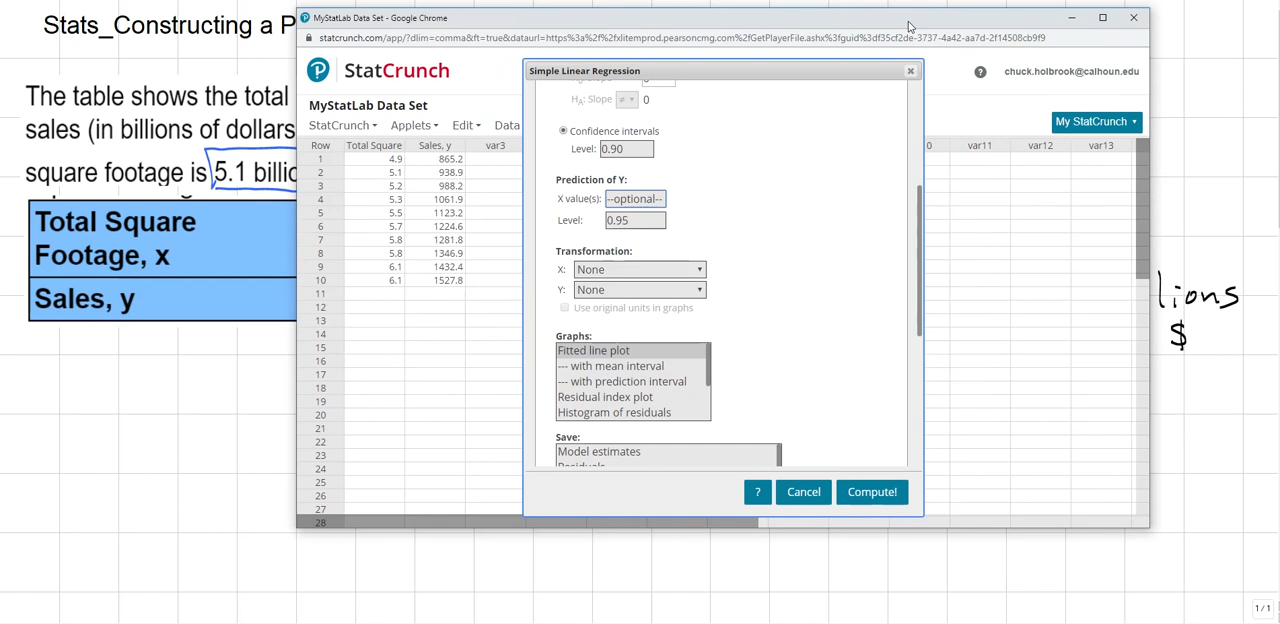 Stats_Constructing a P
The table shows the total
sales (in billions of dollars
square footage is 5.1 billio
Total Square
Footage, x
Sales, y
MyStatLab Data Set - Google Chrome
statcrunch.com/app/?dlim=comma&ft=true&dataurl=https%3a%2f%2fxlitemprod.pearsoncmg.com%2fGetPlayerFile.ashx%3fguid%3df35cf2de-3737-4a42-aa7d-2f14508cb9f9
StatCrunch
chuck.holbrook@calhoun.edu
MyStatLab Data Set
StatCrunch Applets Edit Data
My StatCrunch
Row Total Square Sales, y var3 0 var11 var12 var13
1 4.9 865.2
2 5.1 938.9
3 5.2 988.2
4 5.3 1061.9
5 5.5 1123.2
6 5.7 1224.6
7 5.8 1281.8
8 5.8 1346.9
9 6.1 1432.4
10 6.1 1527.8
11
12
13
14
15
16
17
18
19
20
21
22
23
24
25
26
27
28
Simple Linear Regression
HA: Slope ≠ 0
Confidence intervals
Level: 0.90
Prediction of Y:
X value(s): --optional--
Level: 0.95
Transformation:
X: None
Y: None
Use original units in graphs
Graphs:
Fitted line plot
--- with mean interval
--- with prediction interval
Residual index plot
Histogram of residuals
Save:
Model estimates
Residuals
? Cancel Compute!
lions
$
1/1